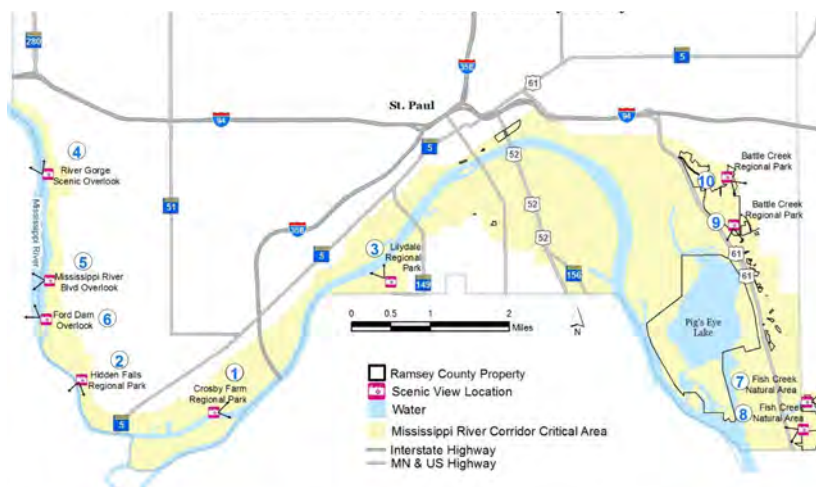 280
94
51
5
356
St. Paul
5
61
52
52
52
5
94
5
149
156
61
61
4
River Gorge
Scenic Overlook
Mississippi River
5
Mississippi River
Blvd Overlook
6
Ford Dam
Overlook
2
Hidden Falls
Regional Park
1
Crosby Farm
Regional Park
3
Lilydale
Regional
Park
10
Battle Creek
Regional Park
9
Battle Creek
Regional Park
Pig's Eye
Lake
7
Fish Creek
Natural Area
8
Fish Creek
Natural Area
0 0.5 1 2
Miles
N
Ramsey County Property
Scenic View Location
Water
Mississippi River Corridor Critical Area
Interstate Highway
MN & US Highway